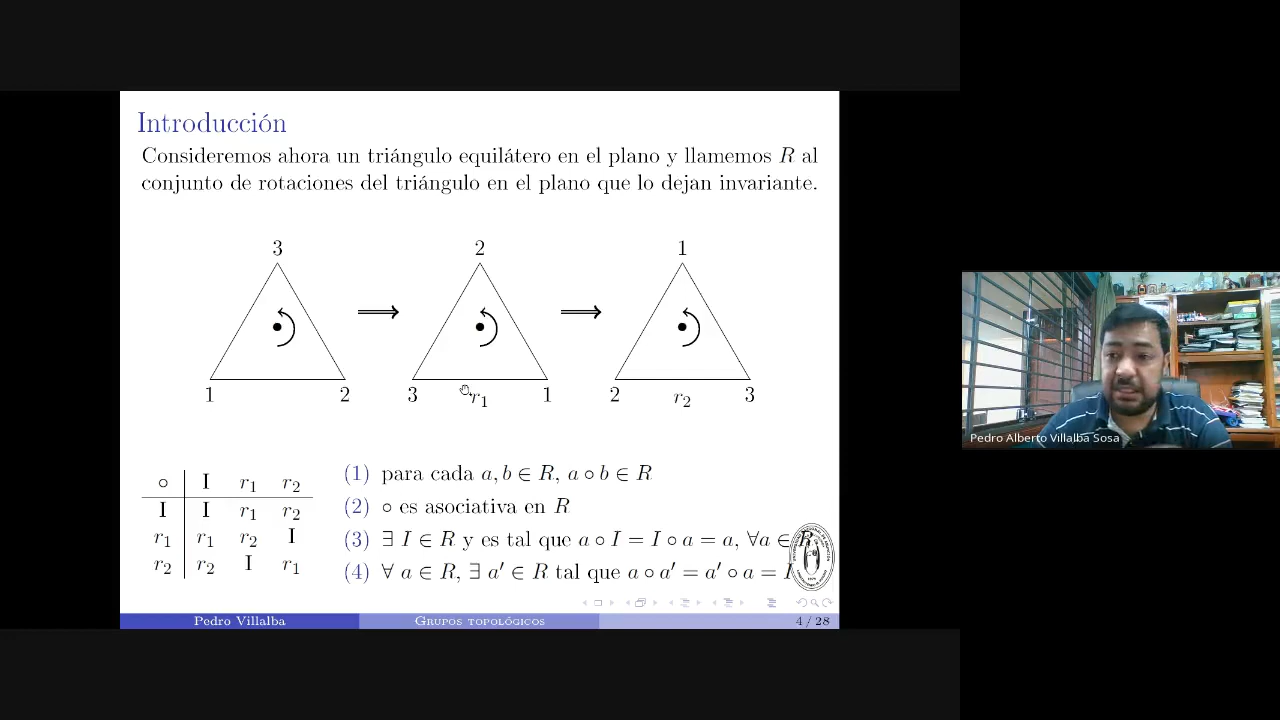 Introducción
Consideremos ahora un triángulo equilátero en el plano y llamemos R al
conjunto de rotaciones del triángulo en el plano que lo dejan invariante.
3 2 1
1 2 3 r₁ 1 2 r₂ 3
∘ I r₁ r₂
I I r₁ r₂
r₁ r₁ r₂ I
r₂ r₂ I r₁
(1) para cada a, b ∈ R, a ∘ b ∈ R
(2) ∘ es asociativa en R
(3) ∃ I ∈ R y es tal que a ∘ I = I ∘ a = a, ∀a ∈ R
(4) ∀ a ∈ R, ∃ a′ ∈ R tal que a ∘ a′ = a′ ∘ a = I
Pedro Villalba Grupos topológicos 4 / 28
Pedro Alberto Villalba Sosa